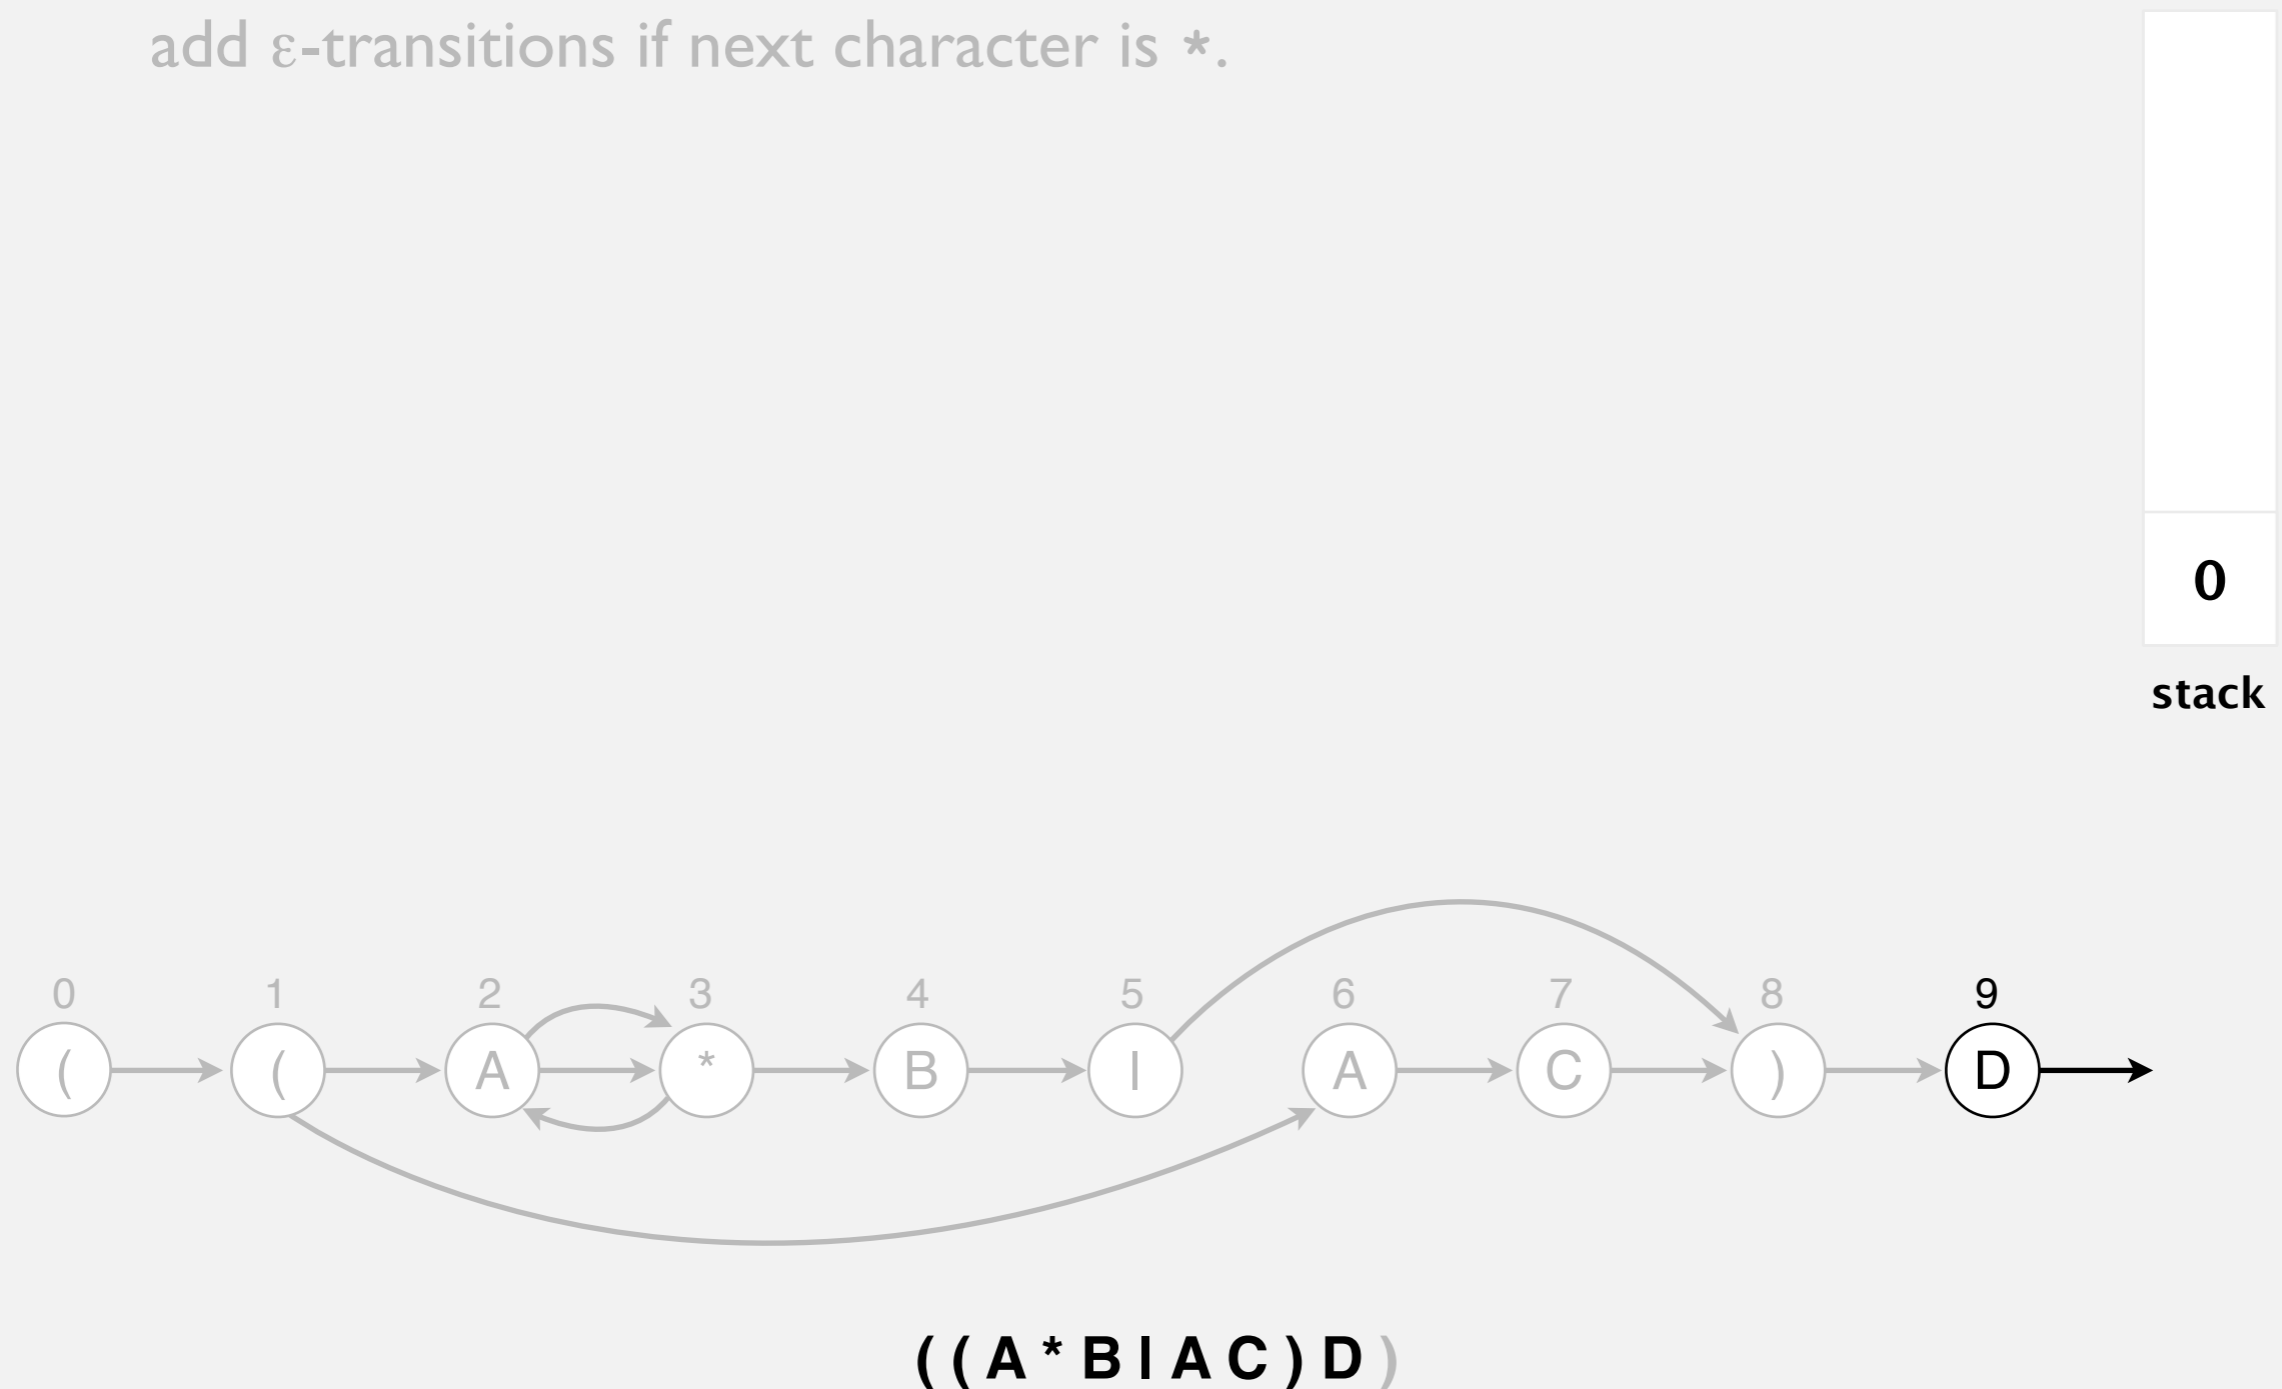 add ε-transitions if next character is *.
0
stack
0 1 2 3 4 5 6 7 8 9
( ( A * B | A C ) D
( ( A * B | A C ) D )